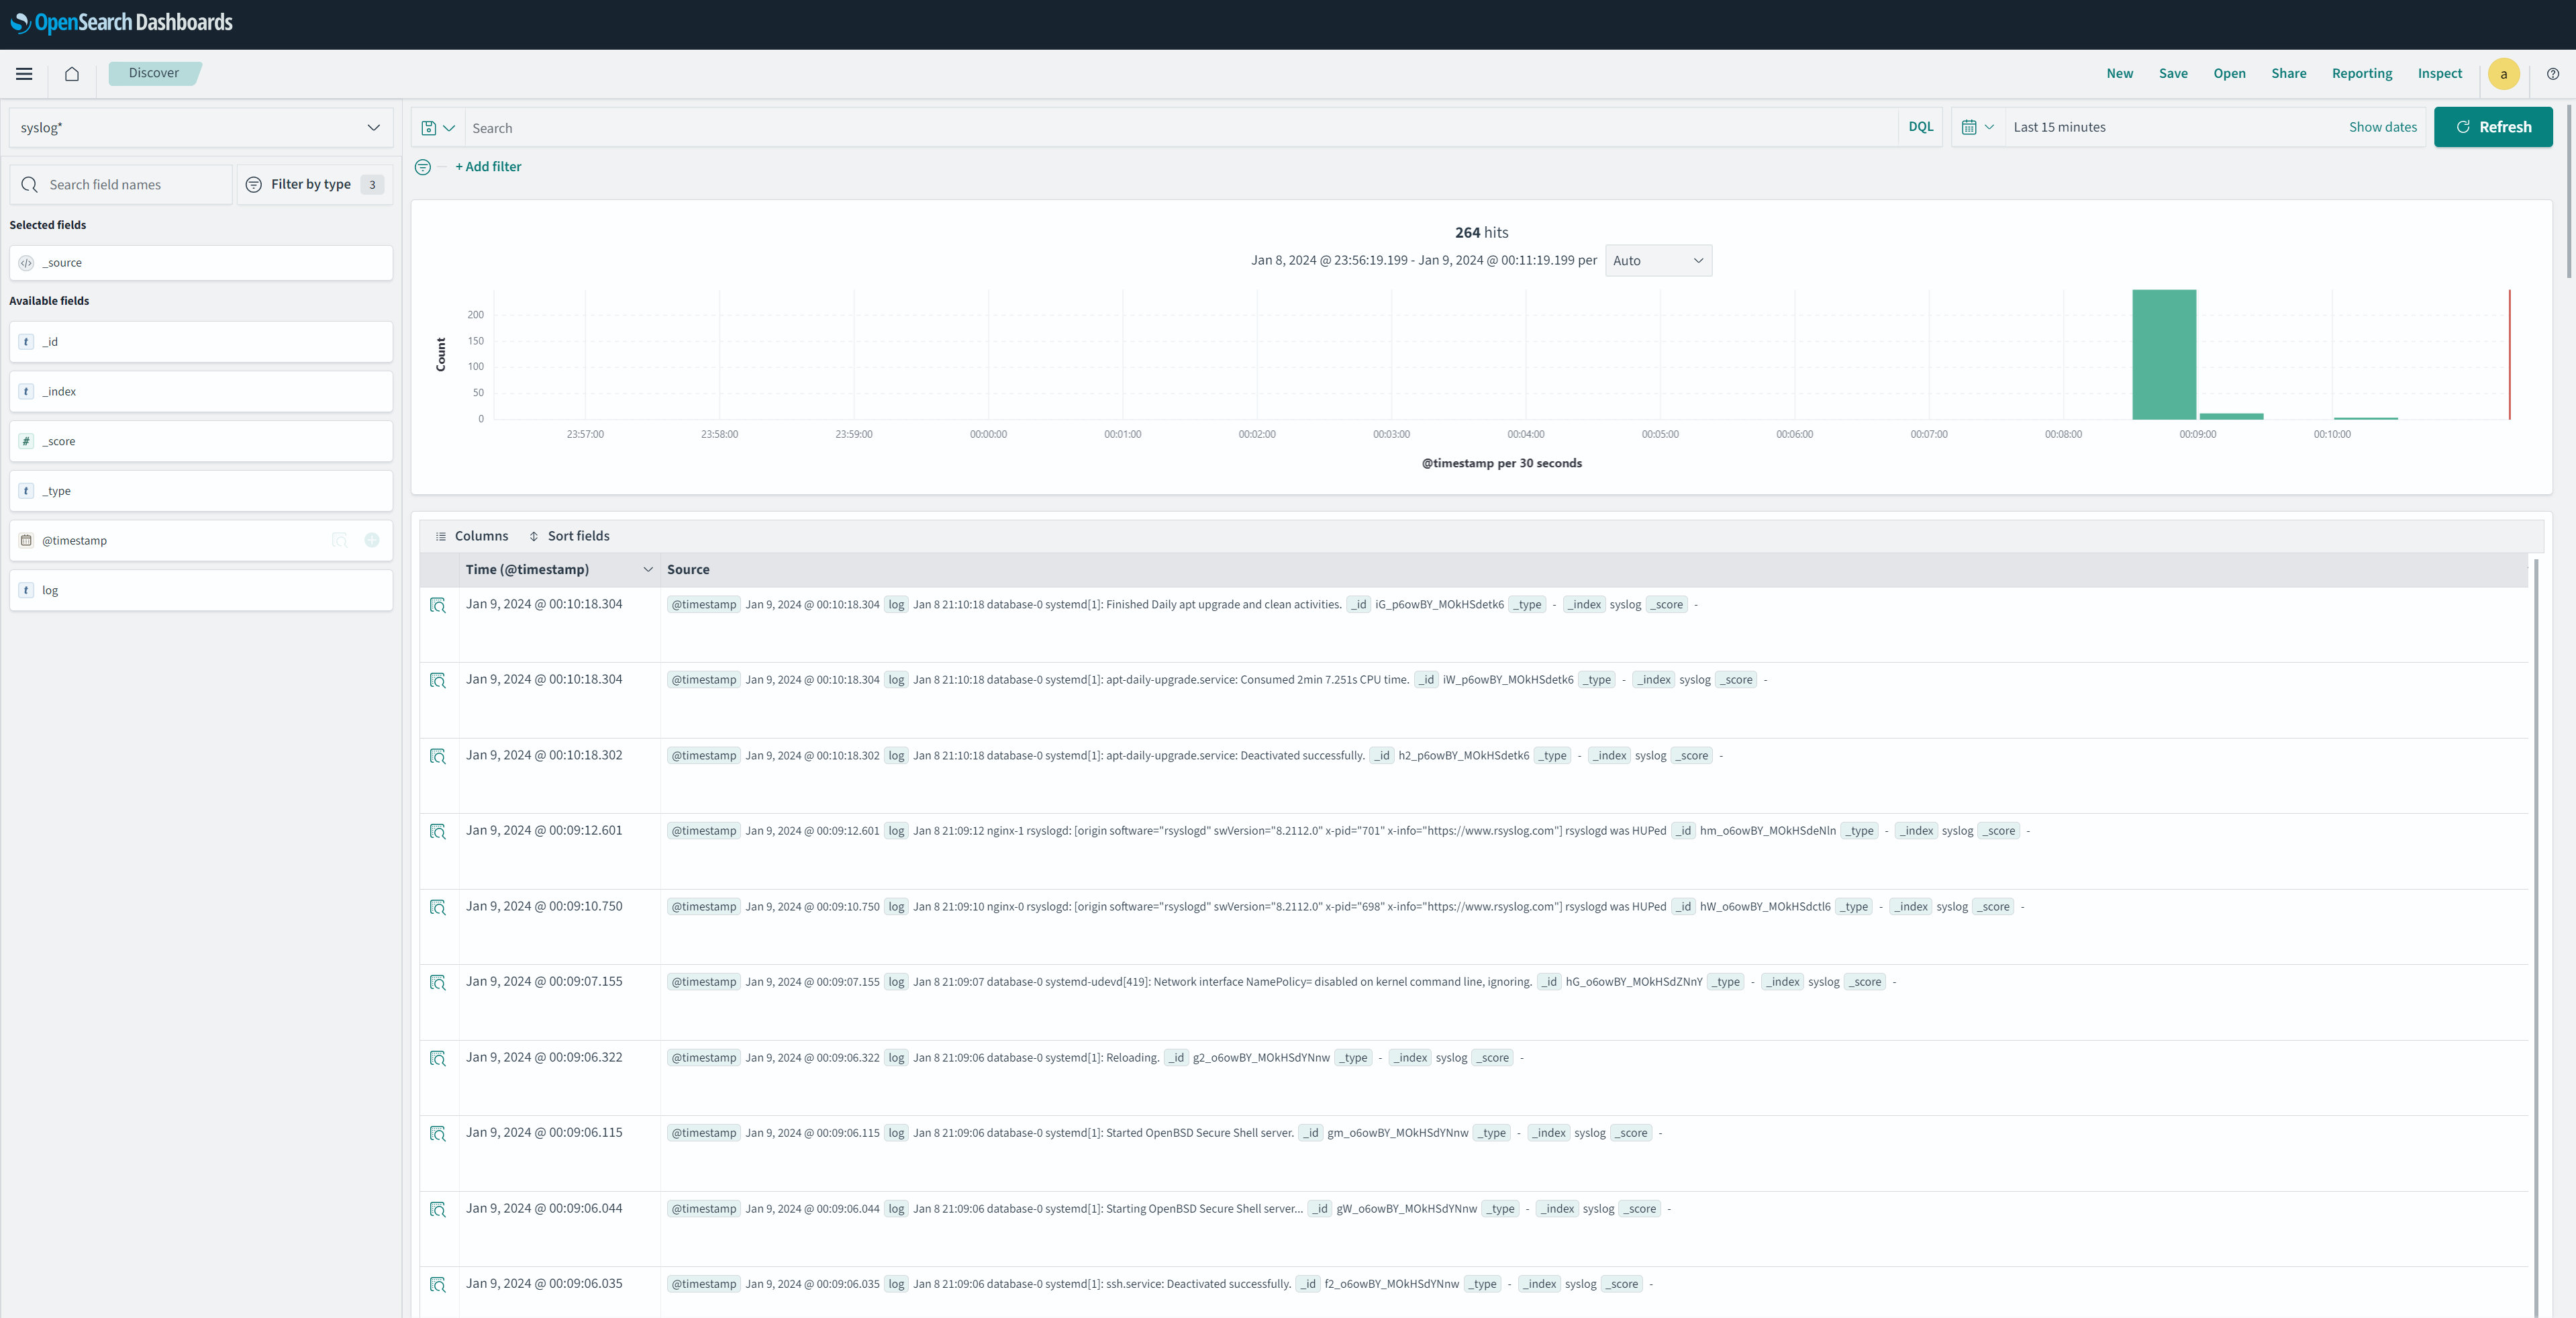 OpenSearch Dashboards
Discover
New Save Open Share Reporting Inspect a
syslog*
Search DQL Last 15 minutes Show dates Refresh
+ Add filter
Search field names Filter by type 3
Selected fields
_source
Available fields
_id
_index
_score
_type
@timestamp
log
264 hits
Jan 8, 2024 @ 23:56:19.199 - Jan 9, 2024 @ 00:11:19.199 per Auto
Count
200
150
100
50
0
23:57:00 23:58:00 23:59:00 00:00:00 00:01:00 00:02:00 00:03:00 00:04:00 00:05:00 00:06:00 00:07:00 00:08:00 00:09:00 00:10:00
@timestamp per 30 seconds
Columns Sort fields
Time (@timestamp) Source
Jan 9, 2024 @ 00:10:18.304 @timestamp Jan 9, 2024 @ 00:10:18.304 log Jan 8 21:10:18 database-0 systemd[1]: Finished Daily apt upgrade and clean activities. _id iG_p6owBY_MOkHSdetk6 _type - _index syslog _score -
Jan 9, 2024 @ 00:10:18.304 @timestamp Jan 9, 2024 @ 00:10:18.304 log Jan 8 21:10:18 database-0 systemd[1]: apt-daily-upgrade.service: Consumed 2min 7.251s CPU time. _id iW_p6owBY_MOkHSdetk6 _type - _index syslog _score -
Jan 9, 2024 @ 00:10:18.302 @timestamp Jan 9, 2024 @ 00:10:18.302 log Jan 8 21:10:18 database-0 systemd[1]: apt-daily-upgrade.service: Deactivated successfully. _id h2_p6owBY_MOkHSdetk6 _type - _index syslog _score -
Jan 9, 2024 @ 00:09:12.601 @timestamp Jan 9, 2024 @ 00:09:12.601 log Jan 8 21:09:12 nginx-1 rsyslogd: [origin software="rsyslogd" swVersion="8.2112.0" x-pid="701" x-info="https://www.rsyslog.com"] rsyslogd was HUPed _id hm_o6owBY_MOkHSdeNln _type - _index syslog _score -
Jan 9, 2024 @ 00:09:10.750 @timestamp Jan 9, 2024 @ 00:09:10.750 log Jan 8 21:09:10 nginx-0 rsyslogd: [origin software="rsyslogd" swVersion="8.2112.0" x-pid="698" x-info="https://www.rsyslog.com"] rsyslogd was HUPed _id hW_o6owBY_MOkHSdctl6 _type - _index syslog _score -
Jan 9, 2024 @ 00:09:07.155 @timestamp Jan 9, 2024 @ 00:09:07.155 log Jan 8 21:09:07 database-0 systemd-udevd[419]: Network interface NamePolicy= disabled on kernel command line, ignoring. _id hG_o6owBY_MOkHSdZNnY _type - _index syslog _score -
Jan 9, 2024 @ 00:09:06.322 @timestamp Jan 9, 2024 @ 00:09:06.322 log Jan 8 21:09:06 database-0 systemd[1]: Reloading. _id g2_o6owBY_MOkHSdYNnw _type - _index syslog _score -
Jan 9, 2024 @ 00:09:06.115 @timestamp Jan 9, 2024 @ 00:09:06.115 log Jan 8 21:09:06 database-0 systemd[1]: Started OpenBSD Secure Shell server. _id gm_o6owBY_MOkHSdYNnw _type - _index syslog _score -
Jan 9, 2024 @ 00:09:06.044 @timestamp Jan 9, 2024 @ 00:09:06.044 log Jan 8 21:09:06 database-0 systemd[1]: Starting OpenBSD Secure Shell server... _id gW_o6owBY_MOkHSdYNnw _type - _index syslog _score -
Jan 9, 2024 @ 00:09:06.035 @timestamp Jan 9, 2024 @ 00:09:06.035 log Jan 8 21:09:06 database-0 systemd[1]: ssh.service: Deactivated successfully. _id f2_o6owBY_MOkHSdYNnw _type - _index syslog _score -